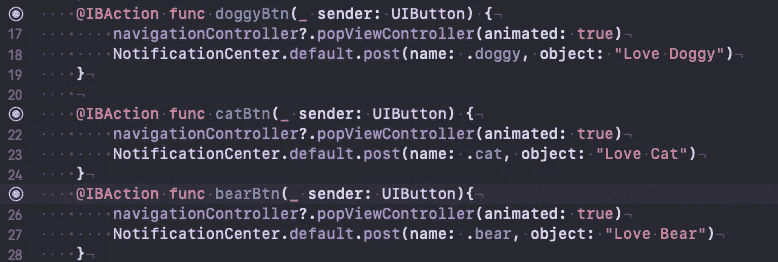 @IBAction func doggyBtn(_ sender: UIButton) {
17 navigationController?.popViewController(animated: true)
18 NotificationCenter.default.post(name: .doggy, object: "Love Doggy")
19 }
20
@IBAction func catBtn(_ sender: UIButton) {
22 navigationController?.popViewController(animated: true)
23 NotificationCenter.default.post(name: .cat, object: "Love Cat")
24 }
@IBAction func bearBtn(_ sender: UIButton){
26 navigationController?.popViewController(animated: true)
27 NotificationCenter.default.post(name: .bear, object: "Love Bear")
28 }